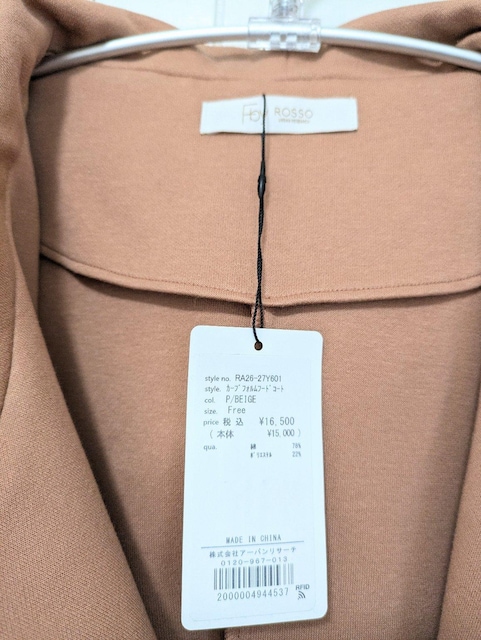 ROSSO
style no. RA26-27Y601
style. ｶｰﾌﾞﾌｫﾙﾑﾌｰﾄﾞｺｰﾄ
col. P/BEIGE
size. Free
price 税込 ¥16,500
( 本体 ¥15,000 )
qua. 綿 78%
ﾎﾟﾘｴｽﾃﾙ 22%
MADE IN CHINA
株式会社アーバンリサーチ
0120-967-013
RFID
2000004944537